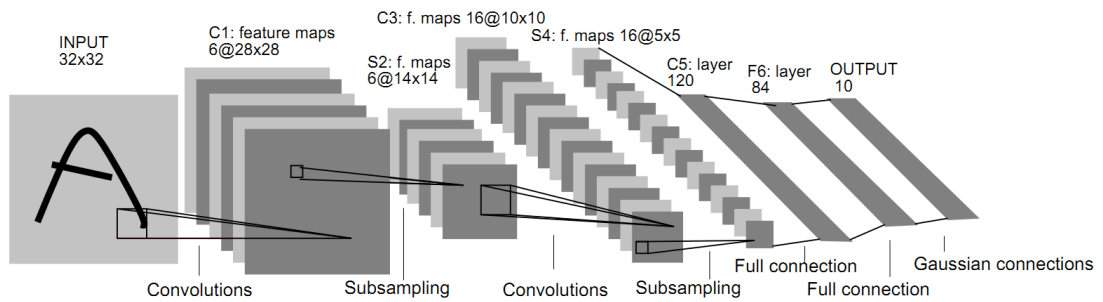 INPUT
32x32
C1: feature maps
6@28x28
S2: f. maps
6@14x14
C3: f. maps 16@10x10
S4: f. maps 16@5x5
C5: layer
120
F6: layer
84
OUTPUT
10
Convolutions
Subsampling
Convolutions
Subsampling
Full connection
Full connection
Gaussian connections